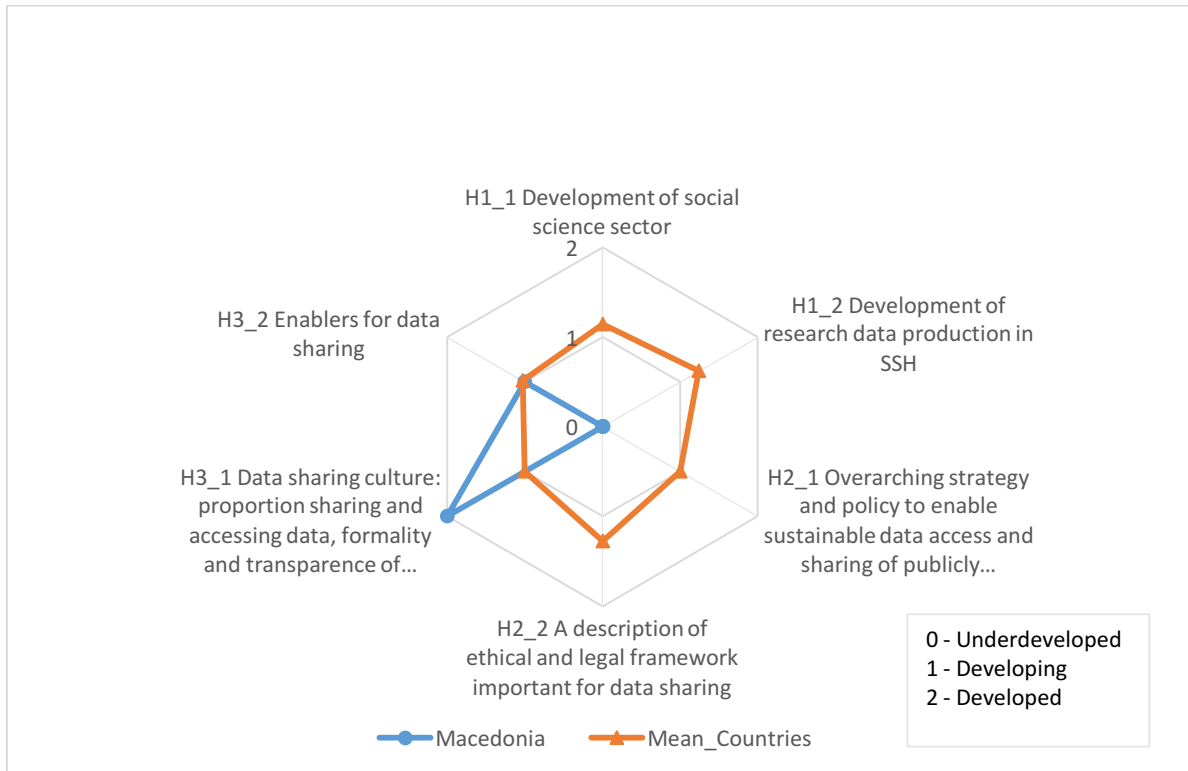 H1_1 Development of social
science sector
2
H1_2 Development of
research data production in
SSH
H3_2 Enablers for data
sharing
1
0
H3_1 Data sharing culture:
proportion sharing and
accessing data, formality
and transparence of…
H2_1 Overarching strategy
and policy to enable
sustainable data access and
sharing of publicly…
H2_2 A description of
ethical and legal framework
important for data sharing
0 - Underdeveloped
1 - Developing
2 - Developed
Macedonia
Mean_Countries